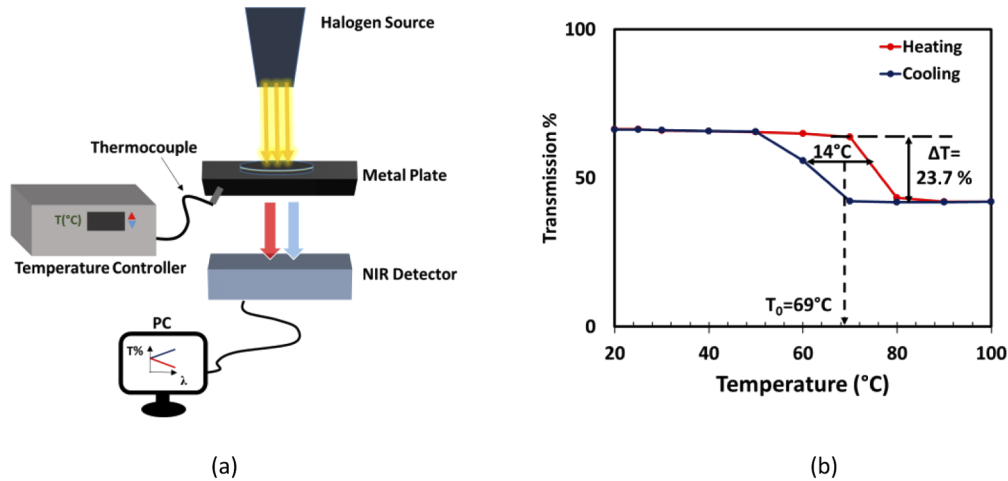 Halogen Source
Thermocouple
Metal Plate
T(°C)
Temperature Controller
NIR Detector
PC
T%
λ
(a)
100
50
0
Transmission %
Heating
Cooling
14°C
ΔT=
23.7 %
T₀=69°C
20
40
60
80
100
Temperature (°C)
(b)